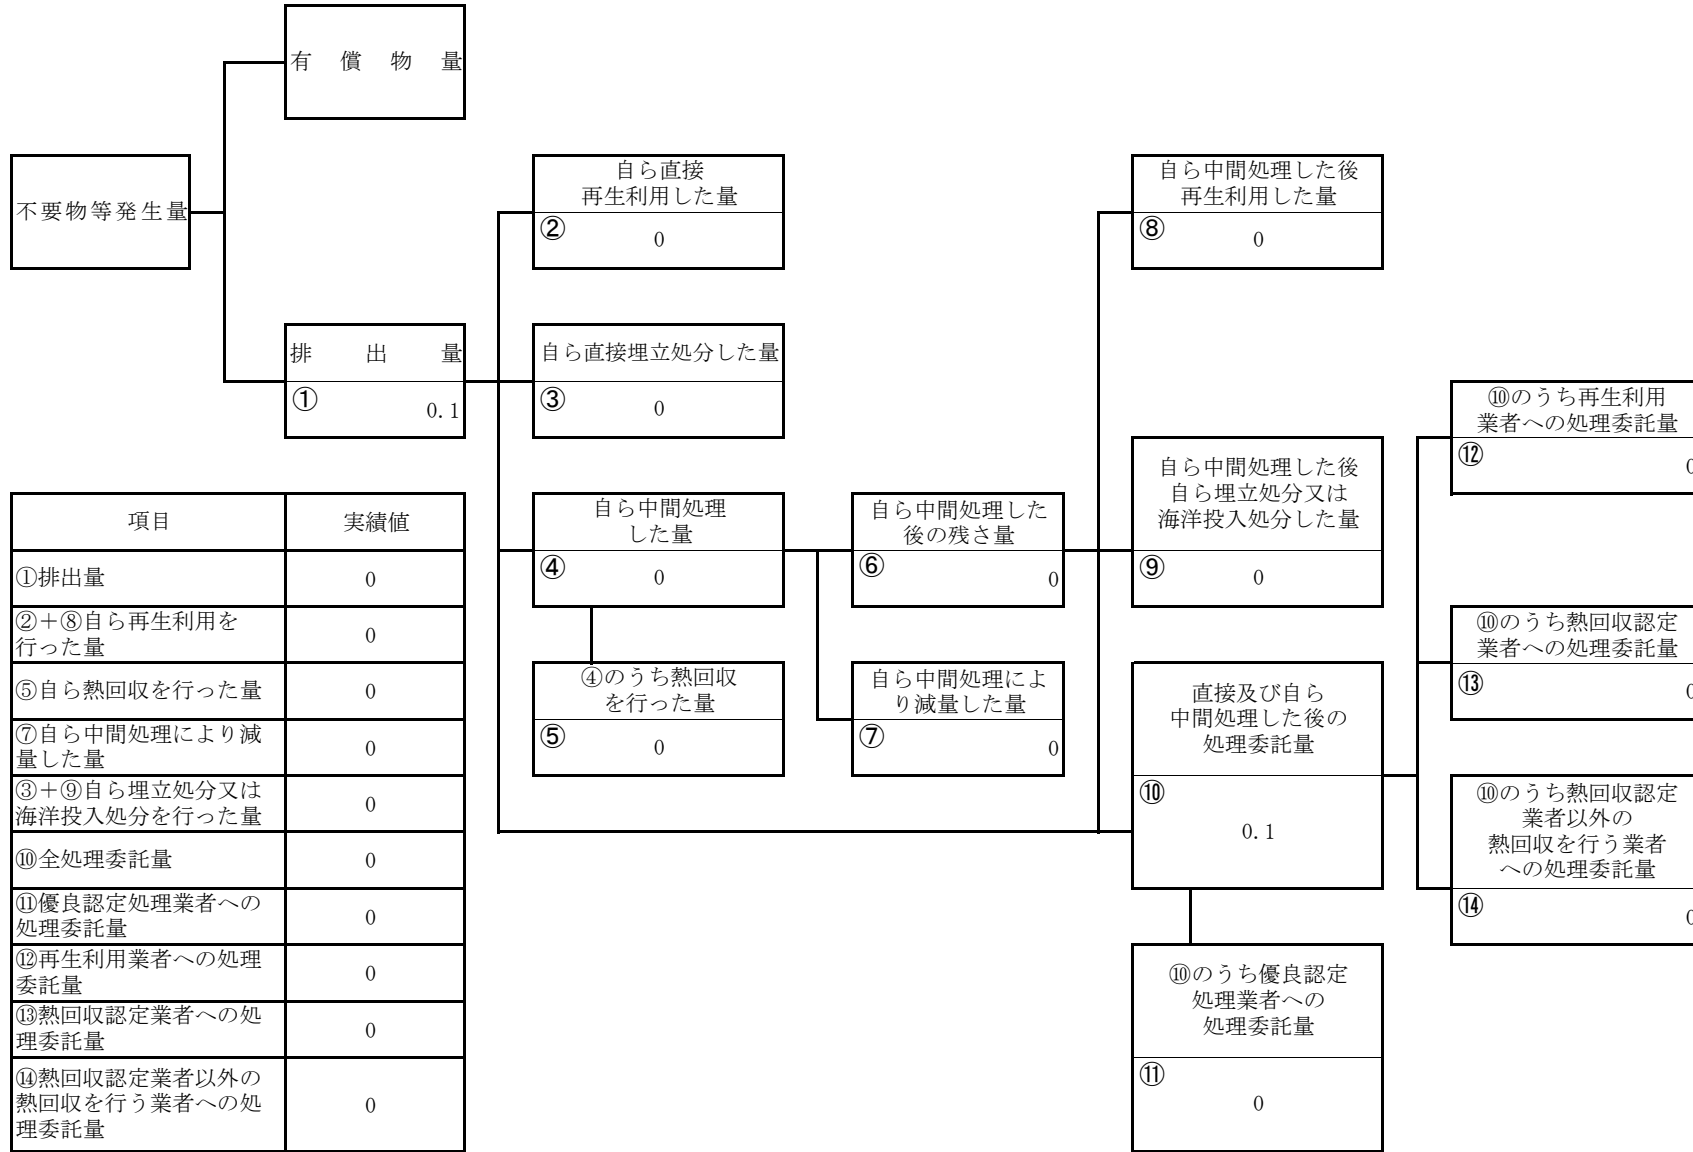 有償物量
不要物等発生量
排出量
①
0.1
自ら直接
再生利用した量
②
0
自ら直接埋立処分した量
③
0
自ら中間処理
した量
④
0
④のうち熱回収
を行った量
⑤
0
自ら中間処理した
後の残さ量
⑥
0
自ら中間処理によ
り減量した量
⑦
0
自ら中間処理した後
再生利用した量
⑧
0
自ら中間処理した後
自ら埋立処分又は
海洋投入処分した量
⑨
0
直接及び自ら
中間処理した後の
処理委託量
⑩
0.1
⑩のうち優良認定
処理業者への
処理委託量
⑪
0
⑩のうち再生利用
業者への処理委託量
⑫
0
⑩のうち熱回収認定
業者への処理委託量
⑬
0
⑩のうち熱回収認定
業者以外の
熱回収を行う業者
への処理委託量
⑭
0
項目 実績値
①排出量 0
②＋⑧自ら再生利用を
行った量 0
⑤自ら熱回収を行った量 0
⑦自ら中間処理により減
量した量 0
③＋⑨自ら埋立処分又は
海洋投入処分を行った量 0
⑩全処理委託量 0
⑪優良認定処理業者への
処理委託量 0
⑫再生利用業者への処理
委託量 0
⑬熱回収認定業者への処
理委託量 0
⑭熱回収認定業者以外の
熱回収を行う業者への処
理委託量 0